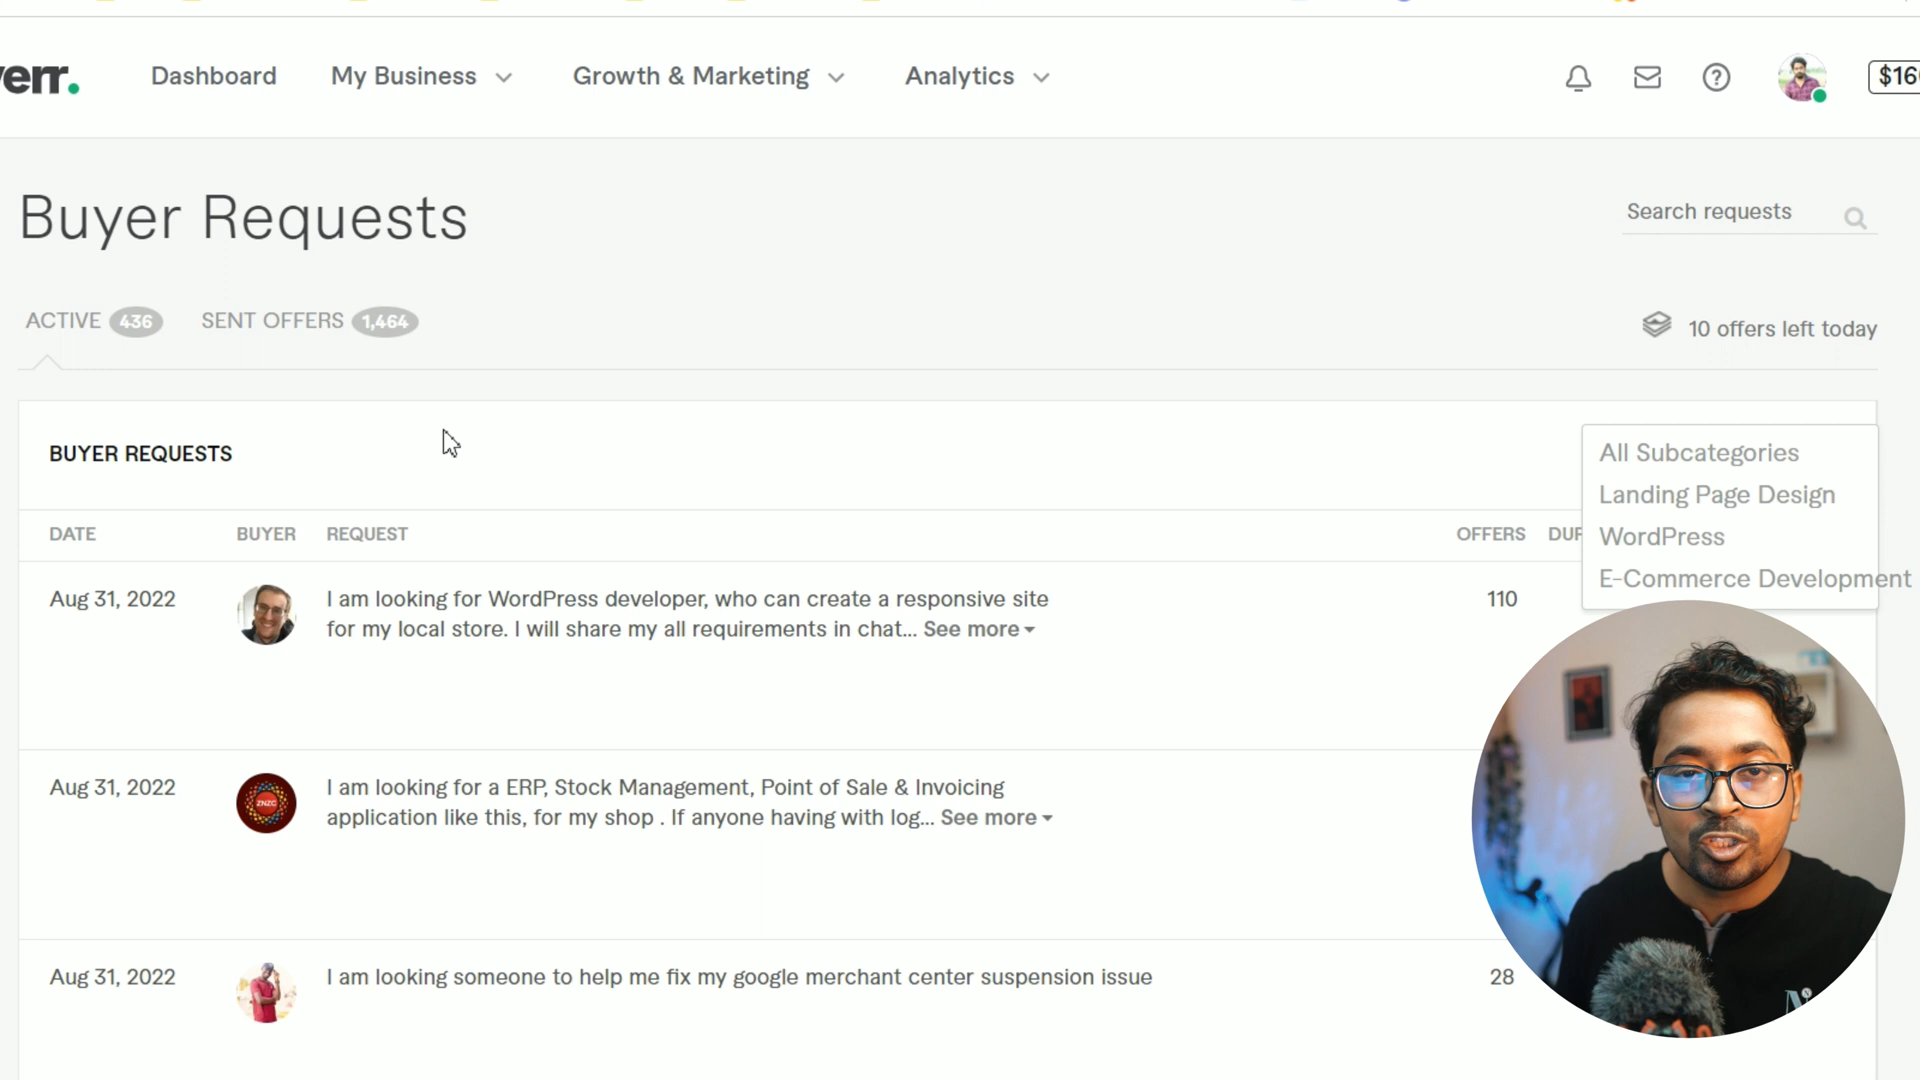 verr.
Dashboard
My Business
Growth & Marketing
Analytics
$16
Buyer Requests
Search requests
ACTIVE 436
SENT OFFERS 1,464
10 offers left today
BUYER REQUESTS
All Subcategories
Landing Page Design
WordPress
E-Commerce Development
DATE
BUYER
REQUEST
OFFERS
DUR
Aug 31, 2022
I am looking for WordPress developer, who can create a responsive site
for my local store. I will share my all requirements in chat... See more
110
Aug 31, 2022
ZNZC
I am looking for a ERP, Stock Management, Point of Sale & Invoicing
application like this, for my shop . If anyone having with log... See more
Aug 31, 2022
I am looking someone to help me fix my google merchant center suspension issue
28